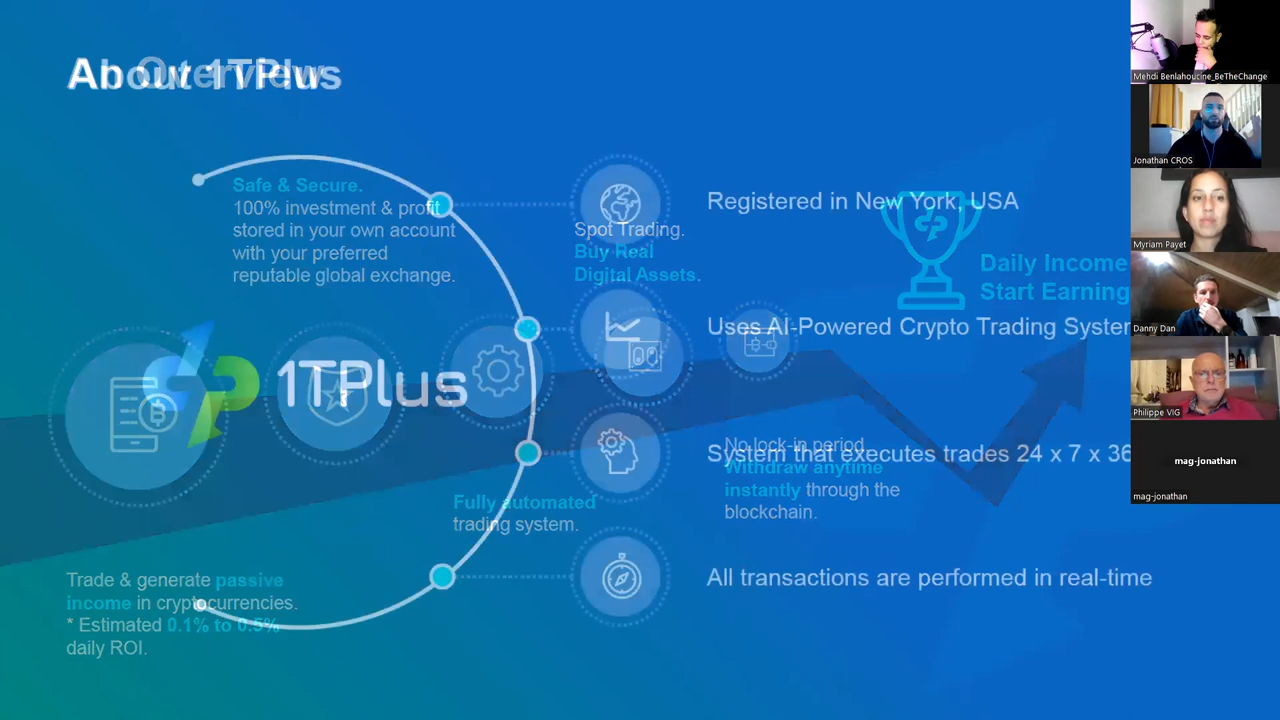 About 1TPlus
Overview
Safe & Secure.
100% investment & profit
stored in your own account
with your preferred
reputable global exchange.
Spot Trading.
Buy Real
Digital Assets.
Registered in New York, USA
Daily Income
Start Earning
Uses AI-Powered Crypto Trading System
1TPlus
No lock-in period.
Withdraw anytime
instantly through the
blockchain.
System that executes trades 24 x 7 x 36
Fully automated
trading system.
Trade & generate passive
income in cryptocurrencies.
* Estimated 0.1% to 0.5%
daily ROI.
All transactions are performed in real-time
Mehdi Benlahoucine_BeTheChange
Jonathan CROS
Myriam Payet
Danny Dan
Philippe VIG
mag-jonathan
mag-jonathan